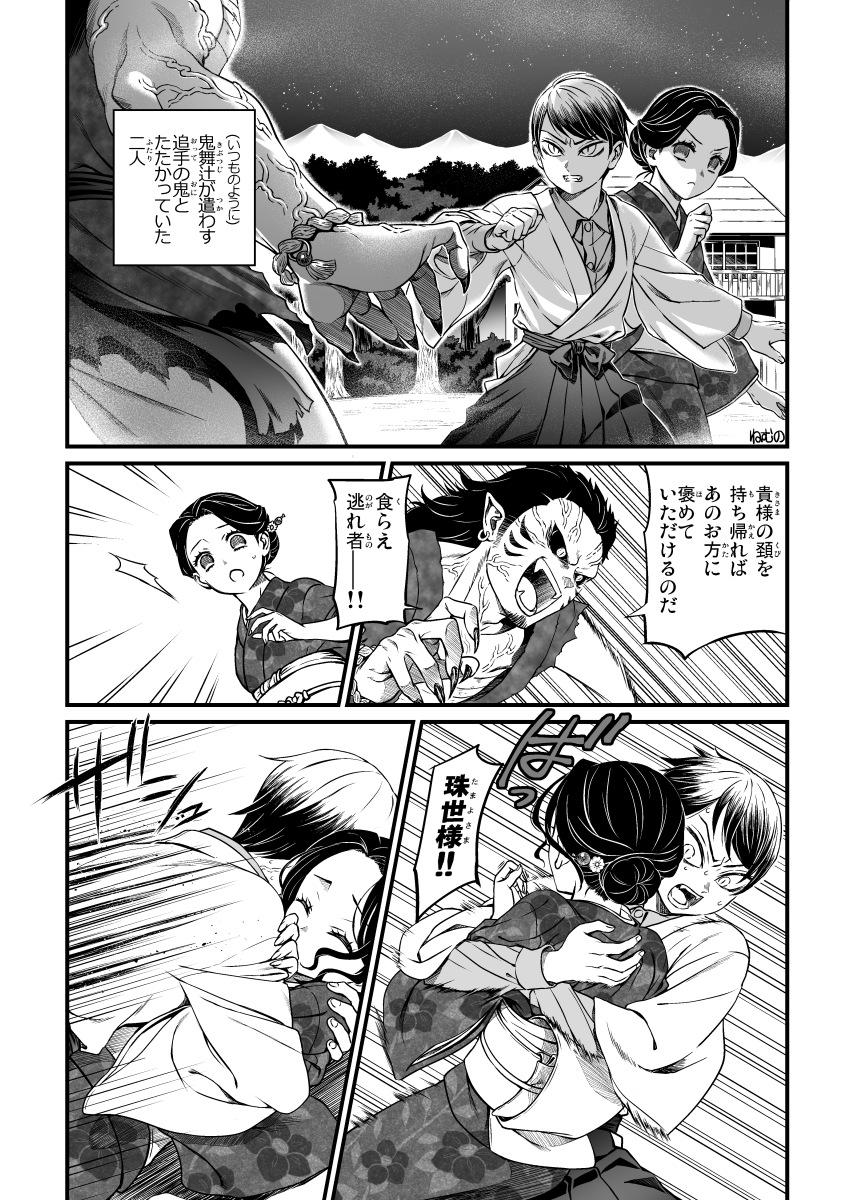 (いつものように)
鬼舞辻が遣わす
追手の鬼と
たたかっていた
二人
ねむの
貴様の頚を
持ち帰れば
あのお方に
褒めて
いただけるのだ
食らえ
逃れ者
――!!
ばっ
珠世様!!
ザシュ